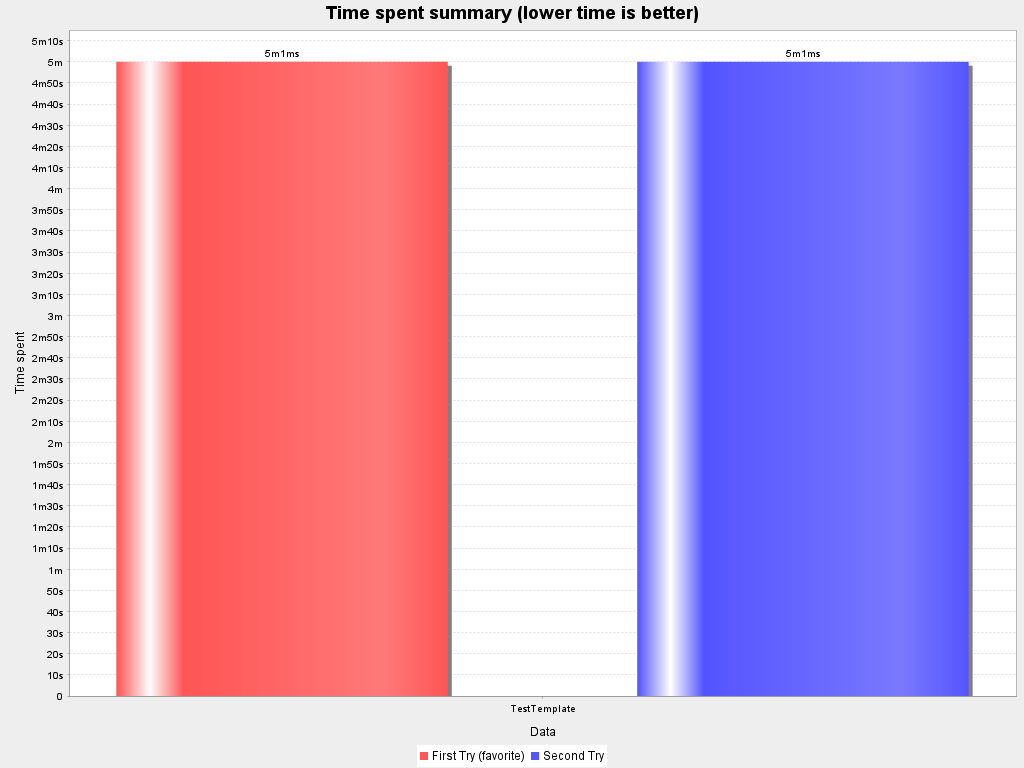 Time spent summary (lower time is better)
5m10s
5m
4m50s
4m40s
4m30s
4m20s
4m10s
4m
3m50s
3m40s
3m30s
3m20s
3m10s
3m
2m50s
2m40s
2m30s
2m20s
2m10s
2m
1m50s
1m40s
1m30s
1m20s
1m10s
1m
50s
40s
30s
20s
10s
0
Time spent
5m1ms
5m1ms
TestTemplate
Data
First Try (favorite)
Second Try